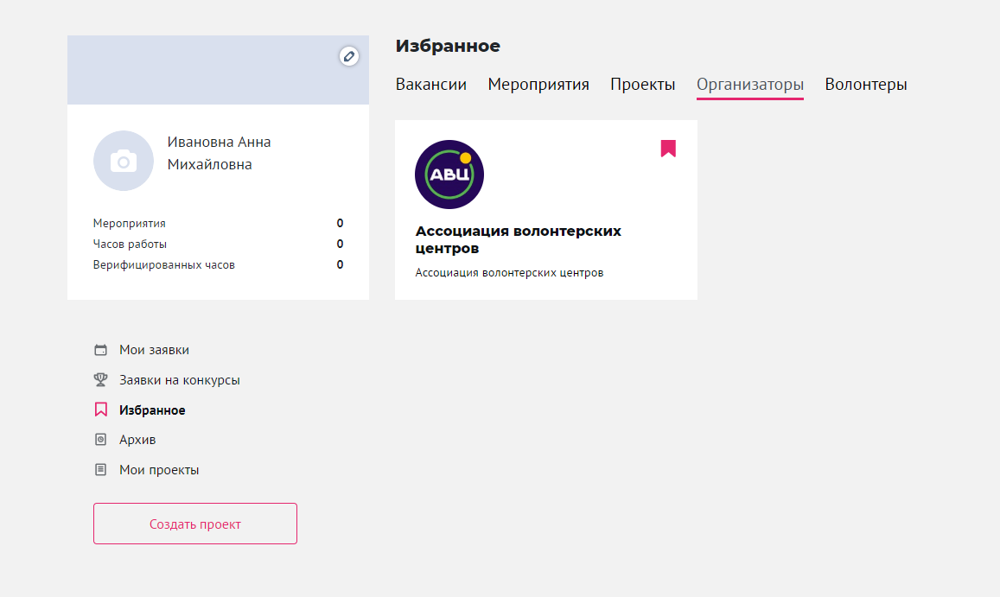 Ивановна Анна
Михайловна
Мероприятия 0
Часов работы 0
Верифицированных часов 0
Мои заявки
Заявки на конкурсы
Избранное
Архив
Мои проекты
Создать проект
Избранное
Вакансии Мероприятия Проекты Организаторы Волонтеры
АВЦ
Ассоциация волонтерских
центров
Ассоциация волонтерских центров